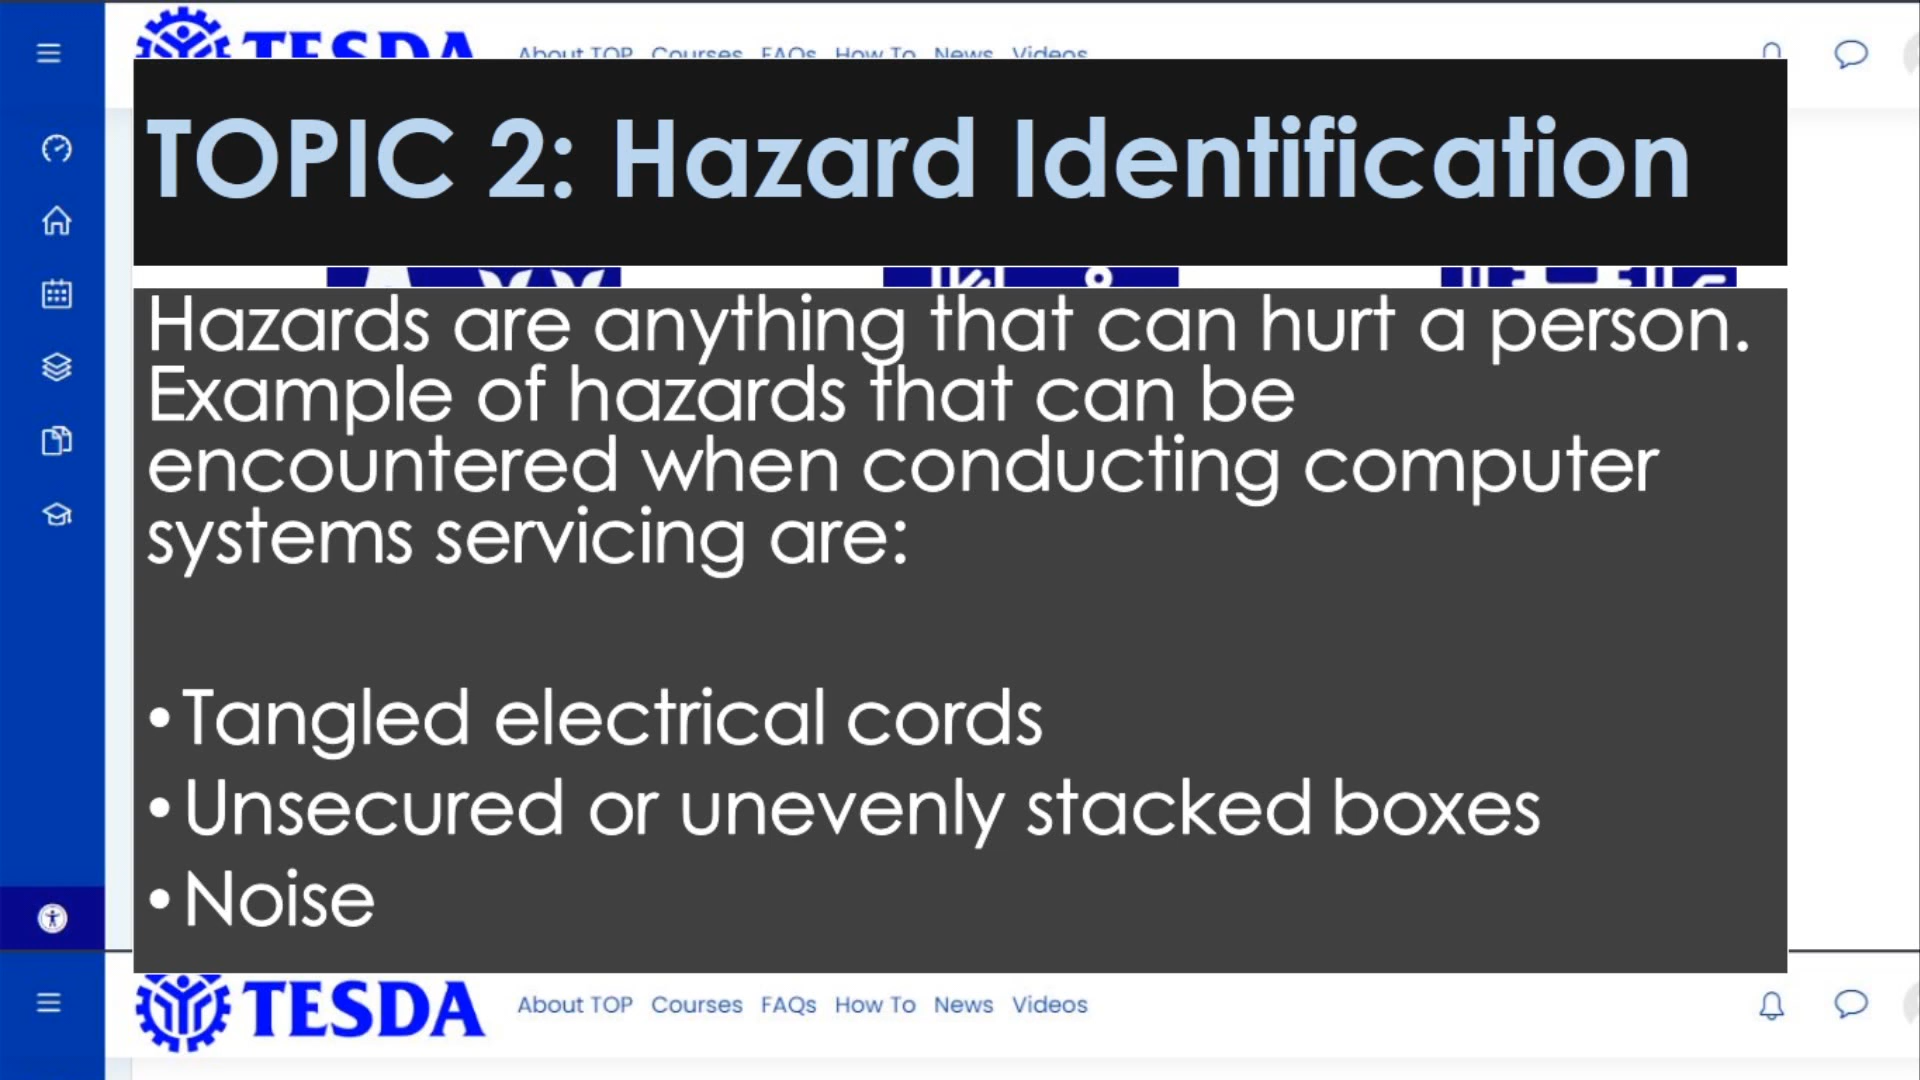 TESDA
About TOP Courses FAQs How To News Videos
TOPIC 2: Hazard Identification
Hazards are anything that can hurt a person.
Example of hazards that can be
encountered when conducting computer
systems servicing are:
•Tangled electrical cords
•Unsecured or unevenly stacked boxes
•Noise
TESDA
About TOP Courses FAQs How To News Videos